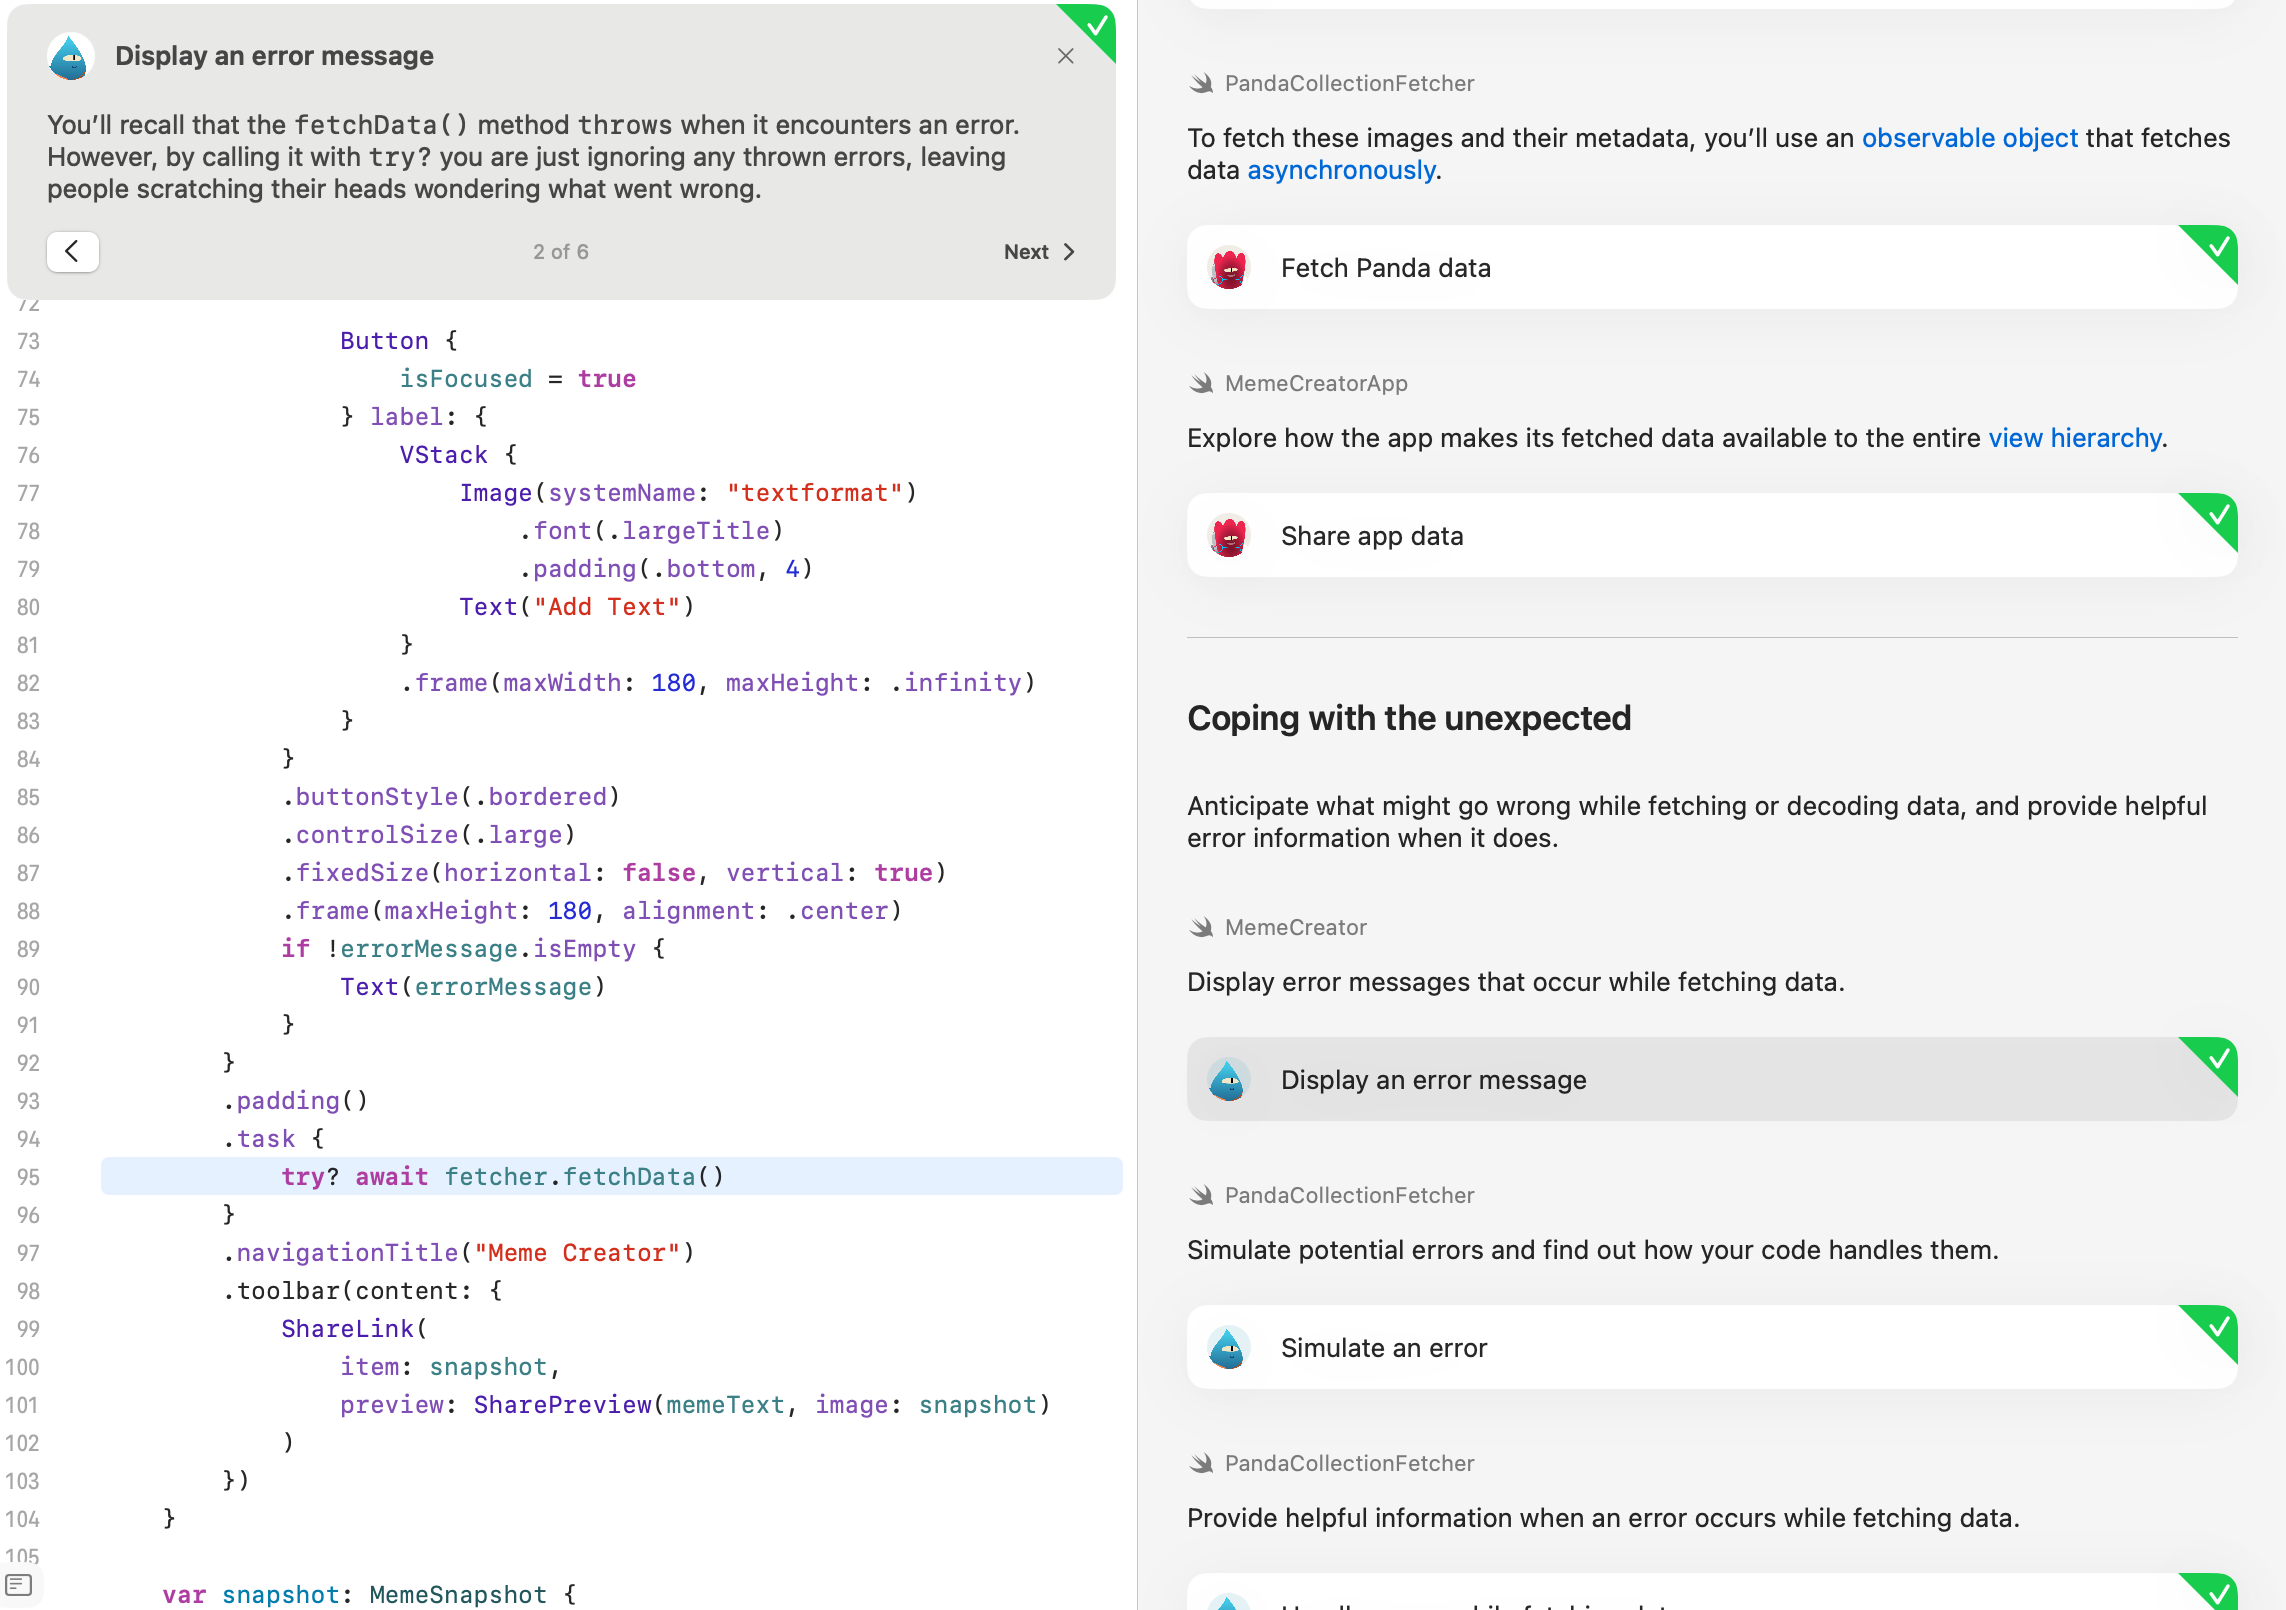 Display an error message
You’ll recall that the fetchData() method throws when it encounters an error.
However, by calling it with try? you are just ignoring any thrown errors, leaving
people scratching their heads wondering what went wrong.
2 of 6
Next
72
73 Button {
74 isFocused = true
75 } label: {
76 VStack {
77 Image(systemName: "textformat")
78 .font(.largeTitle)
79 .padding(.bottom, 4)
80 Text("Add Text")
81 }
82 .frame(maxWidth: 180, maxHeight: .infinity)
83 }
84 }
85 .buttonStyle(.bordered)
86 .controlSize(.large)
87 .fixedSize(horizontal: false, vertical: true)
88 .frame(maxHeight: 180, alignment: .center)
89 if !errorMessage.isEmpty {
90 Text(errorMessage)
91 }
92 }
93 .padding()
94 .task {
95 try? await fetcher.fetchData()
96 }
97 .navigationTitle("Meme Creator")
98 .toolbar(content: {
99 ShareLink(
100 item: snapshot,
101 preview: SharePreview(memeText, image: snapshot)
102 )
103 })
104 }
105
var snapshot: MemeSnapshot {
PandaCollectionFetcher
To fetch these images and their metadata, you’ll use an observable object that fetches
data asynchronously.
Fetch Panda data
MemeCreatorApp
Explore how the app makes its fetched data available to the entire view hierarchy.
Share app data
Coping with the unexpected
Anticipate what might go wrong while fetching or decoding data, and provide helpful
error information when it does.
MemeCreator
Display error messages that occur while fetching data.
Display an error message
PandaCollectionFetcher
Simulate potential errors and find out how your code handles them.
Simulate an error
PandaCollectionFetcher
Provide helpful information when an error occurs while fetching data.